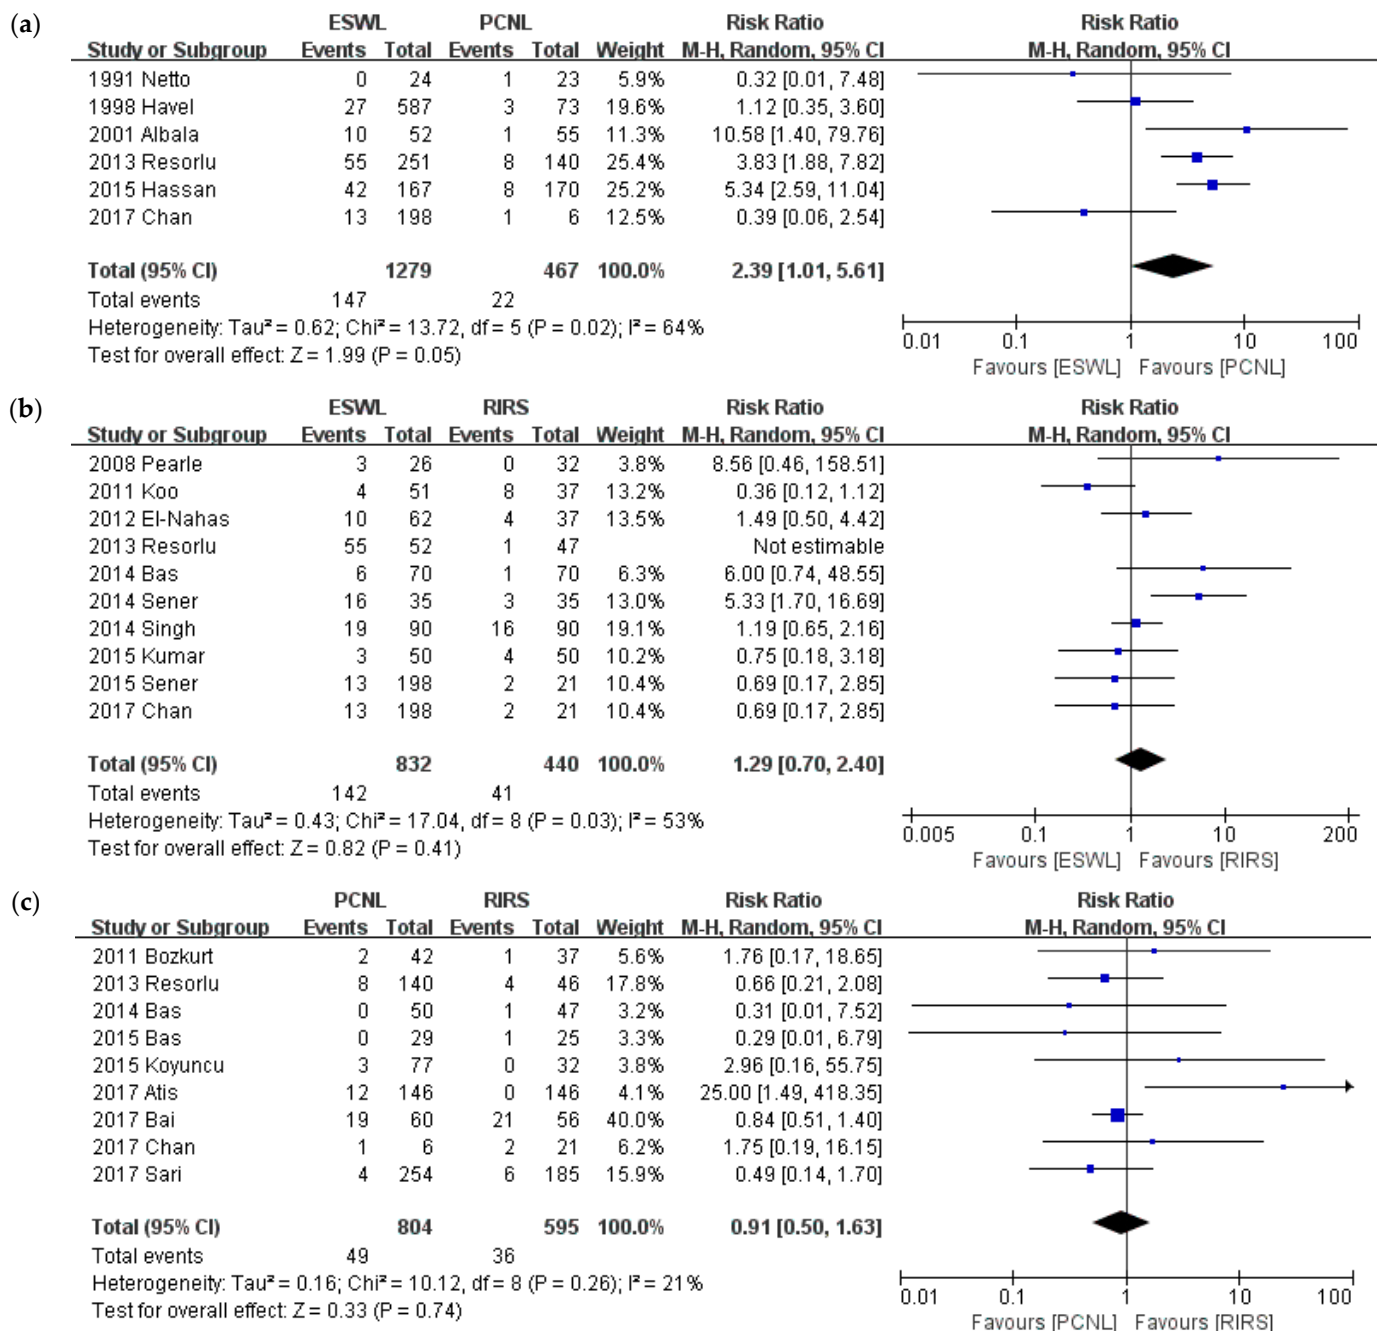 (a)
ESWL PCNL Risk Ratio Risk Ratio
Study or Subgroup Events Total Events Total Weight M-H, Random, 95% CI M-H, Random, 95% CI
1991 Netto 0 24 1 23 5.9% 0.32 [0.01, 7.48]
1998 Havel 27 587 3 73 19.6% 1.12 [0.35, 3.60]
2001 Albala 10 52 1 55 11.3% 10.58 [1.40, 79.76]
2013 Resorlu 55 251 8 140 25.4% 3.83 [1.88, 7.82]
2015 Hassan 42 167 8 170 25.2% 5.34 [2.59, 11.04]
2017 Chan 13 198 1 6 12.5% 0.39 [0.06, 2.54]
Total (95% CI) 1279 467 100.0% 2.39 [1.01, 5.61]
Total events 147 22
Heterogeneity: Tau² = 0.62; Chi² = 13.72, df = 5 (P = 0.02); I² = 64%
Test for overall effect: Z = 1.99 (P = 0.05)
0.01 0.1 1 10 100
Favours [ESWL] Favours [PCNL]
(b)
ESWL RIRS Risk Ratio Risk Ratio
Study or Subgroup Events Total Events Total Weight M-H, Random, 95% CI M-H, Random, 95% CI
2008 Pearle 3 26 0 32 3.8% 8.56 [0.46, 158.51]
2011 Koo 4 51 8 37 13.2% 0.36 [0.12, 1.12]
2012 El-Nahas 10 62 4 37 13.5% 1.49 [0.50, 4.42]
2013 Resorlu 55 52 1 47 Not estimable
2014 Bas 6 70 1 70 6.3% 6.00 [0.74, 48.55]
2014 Sener 16 35 3 35 13.0% 5.33 [1.70, 16.69]
2014 Singh 19 90 16 90 19.1% 1.19 [0.65, 2.16]
2015 Kumar 3 50 4 50 10.2% 0.75 [0.18, 3.18]
2015 Sener 13 198 2 21 10.4% 0.69 [0.17, 2.85]
2017 Chan 13 198 2 21 10.4% 0.69 [0.17, 2.85]
Total (95% CI) 832 440 100.0% 1.29 [0.70, 2.40]
Total events 142 41
Heterogeneity: Tau² = 0.43; Chi² = 17.04, df = 8 (P = 0.03); I² = 53%
Test for overall effect: Z = 0.82 (P = 0.41)
0.005 0.1 1 10 200
Favours [ESWL] Favours [RIRS]
(c)
PCNL RIRS Risk Ratio Risk Ratio
Study or Subgroup Events Total Events Total Weight M-H, Random, 95% CI M-H, Random, 95% CI
2011 Bozkurt 2 42 1 37 5.6% 1.76 [0.17, 18.65]
2013 Resorlu 8 140 4 46 17.8% 0.66 [0.21, 2.08]
2014 Bas 0 50 1 47 3.2% 0.31 [0.01, 7.52]
2015 Bas 0 29 1 25 3.3% 0.29 [0.01, 6.79]
2015 Koyuncu 3 77 0 32 3.8% 2.96 [0.16, 55.75]
2017 Atis 12 146 0 146 4.1% 25.00 [1.49, 418.35]
2017 Bai 19 60 21 56 40.0% 0.84 [0.51, 1.40]
2017 Chan 1 6 2 21 6.2% 1.75 [0.19, 16.15]
2017 Sari 4 254 6 185 15.9% 0.49 [0.14, 1.70]
Total (95% CI) 804 595 100.0% 0.91 [0.50, 1.63]
Total events 49 36
Heterogeneity: Tau² = 0.16; Chi² = 10.12, df = 8 (P = 0.26); I² = 21%
Test for overall effect: Z = 0.33 (P = 0.74)
0.01 0.1 1 10 100
Favours [PCNL] Favours [RIRS]